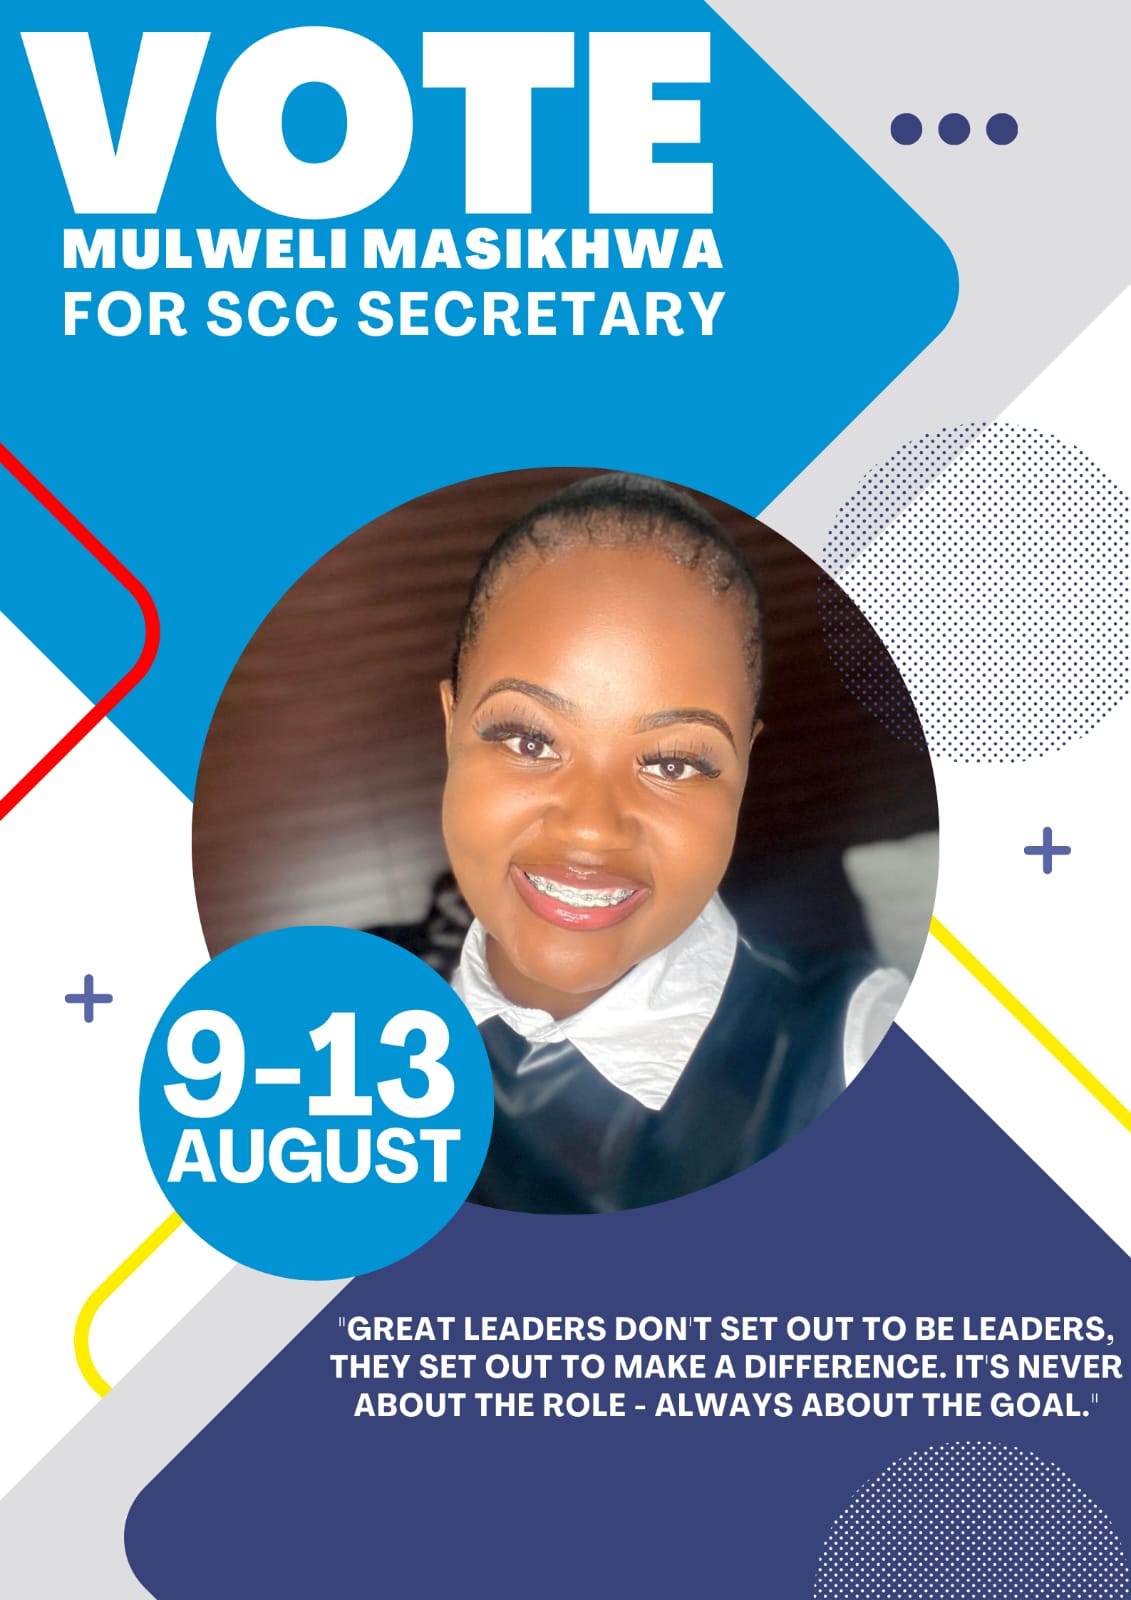 VOTE
MULWELI MASIKHWA
FOR SCC SECRETARY
9-13
AUGUST
"GREAT LEADERS DON'T SET OUT TO BE LEADERS,
THEY SET OUT TO MAKE A DIFFERENCE. IT'S NEVER
ABOUT THE ROLE - ALWAYS ABOUT THE GOAL."